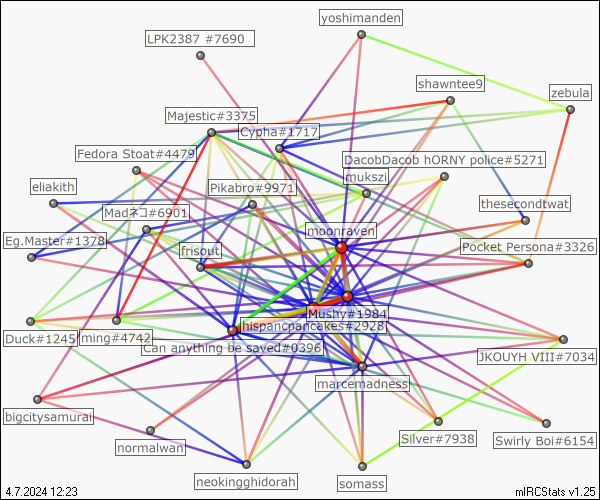 yoshimanden
LPK2387 #7690
shawntee9
zebula
Majestic#3375
Cypha#1717
Fedora Stoat#4479
DacobDacob hORNY police#5271
mukszi
eliakith
Pikabro#9971
thesecondtwat
Madネコ#6901
moonraven
Eg.Master#1378
frisout
Pocket Persona#3326
Mushy#1984
hispancpancakes#2928
Duck#1245
ming#4742
Can anything be saved#0396
JKOUYH VIII#7034
marcemadness
bigcitysamurai
Silver#7938
Swirly Boi#6154
normalwan
neokingghidorah
somass
4.7.2024 12:23
mIRCStats v1.25